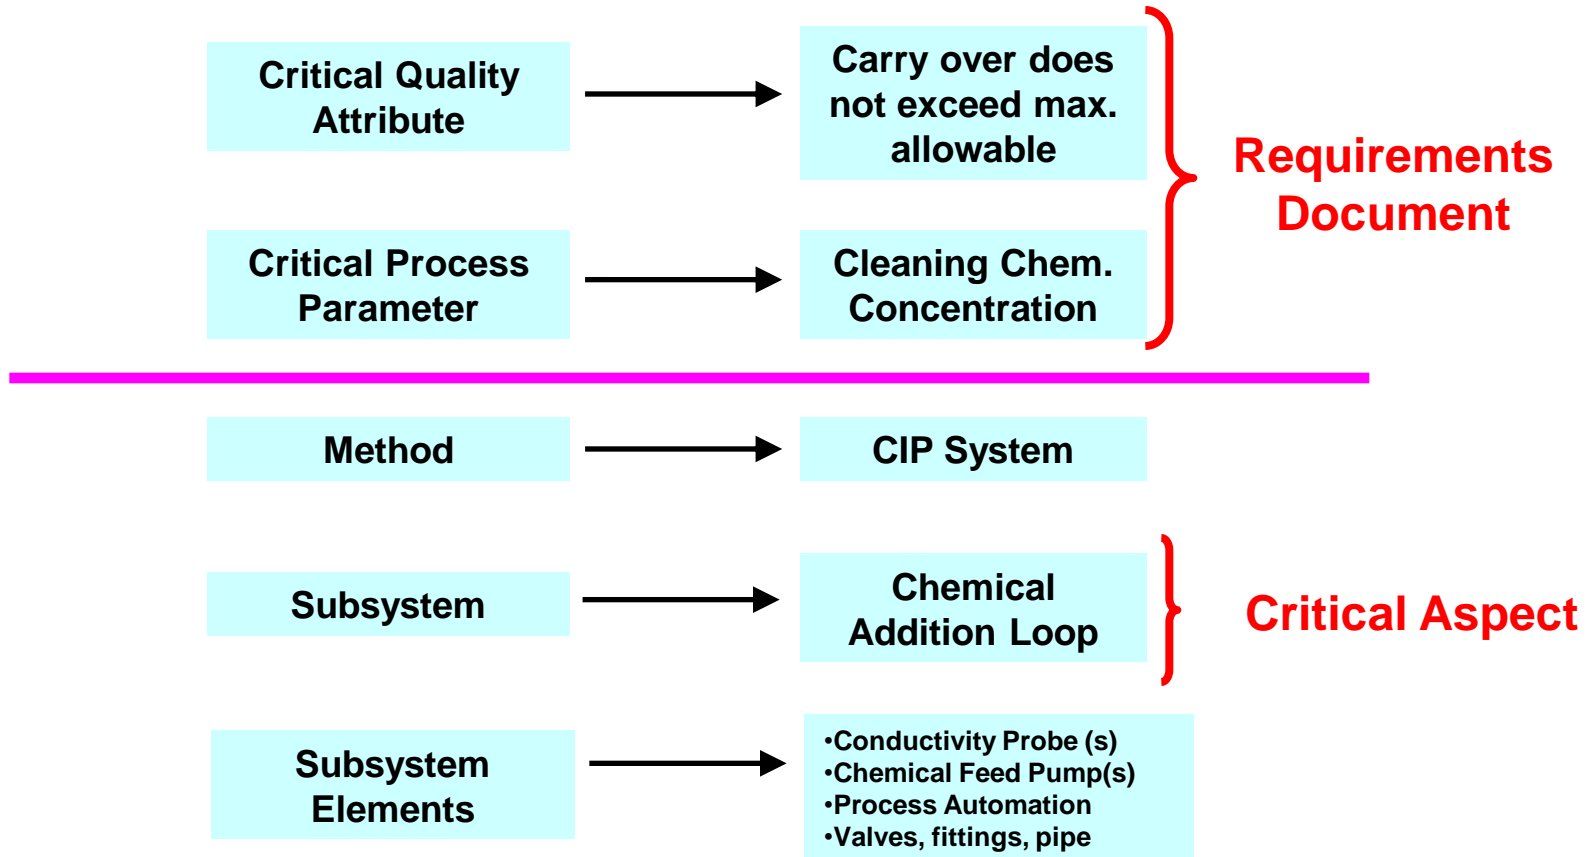 Critical Quality
Attribute
Carry over does
not exceed max.
allowable
Requirements
Document
Critical Process
Parameter
Cleaning Chem.
Concentration
Method
CIP System
Subsystem
Chemical
Addition Loop
Critical Aspect
Subsystem
Elements
•Conductivity Probe (s)
•Chemical Feed Pump(s)
•Process Automation
•Valves, fittings, pipe